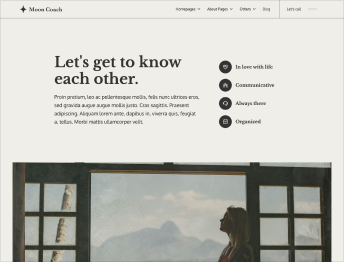 Moon Coach
Homepages
About Pages
Others
Blog
Let's call
Let's get to know
each other.
Proin pretium, leo ac pellentesque mollis, felis nunc ultrices-eros,
sed gravida augue augue mollis justo. Cras sagittis. Praesent
adipiscing. Aliquam lorem ante, dapibus in, viverra quis, feugiat
a, tellus. Morbi mattis ullamcorper velit.
In love with life
Communicative
Always there
Organized